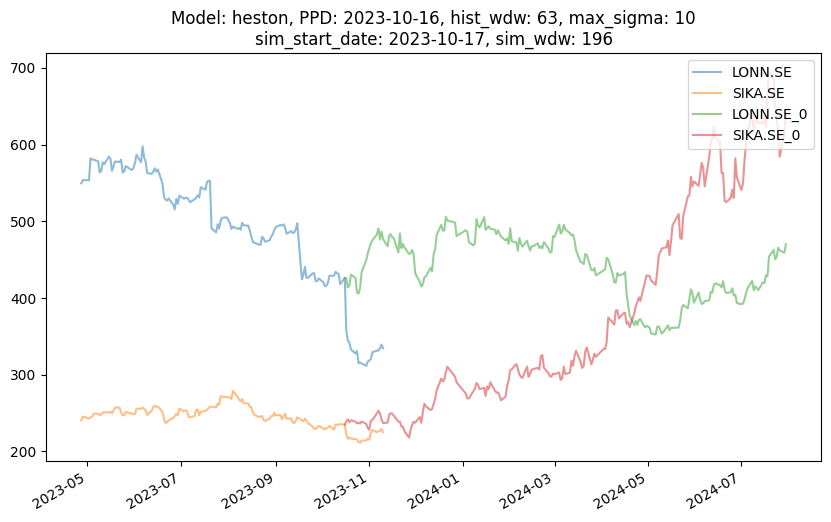 Model: heston, PPD: 2023-10-16, hist_wdw: 63, max_sigma: 10
sim_start_date: 2023-10-17, sim_wdw: 196
700
600
500
400
300
200
LONN.SE
SIKA.SE
LONN.SE_0
SIKA.SE_0
2023-05
2023-07
2023-09
2023-11
2024-01
2024-03
2024-05
2024-07